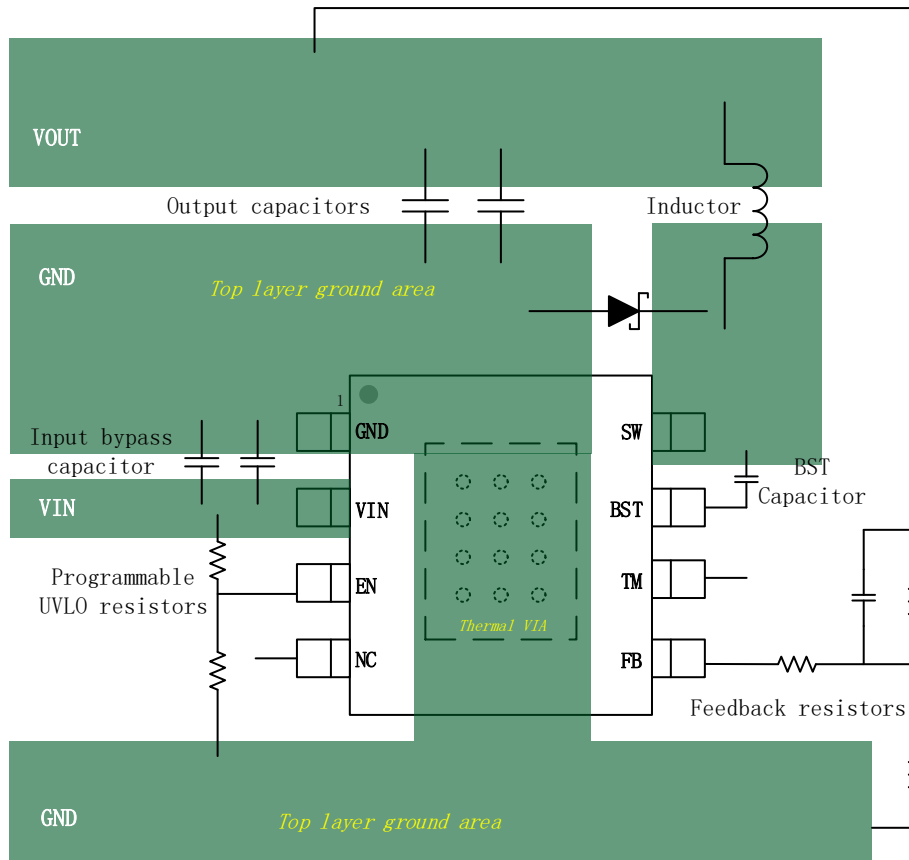 VOUT
Output capacitors
Inductor
GND
Top layer ground area
1
GND
SW
Input bypass
capacitor
BST
Capacitor
VIN
VIN
BST
Programmable
UVLO resistors
EN
TM
Thermal VIA
NC
FB
Feedback resistors
GND
Top layer ground area